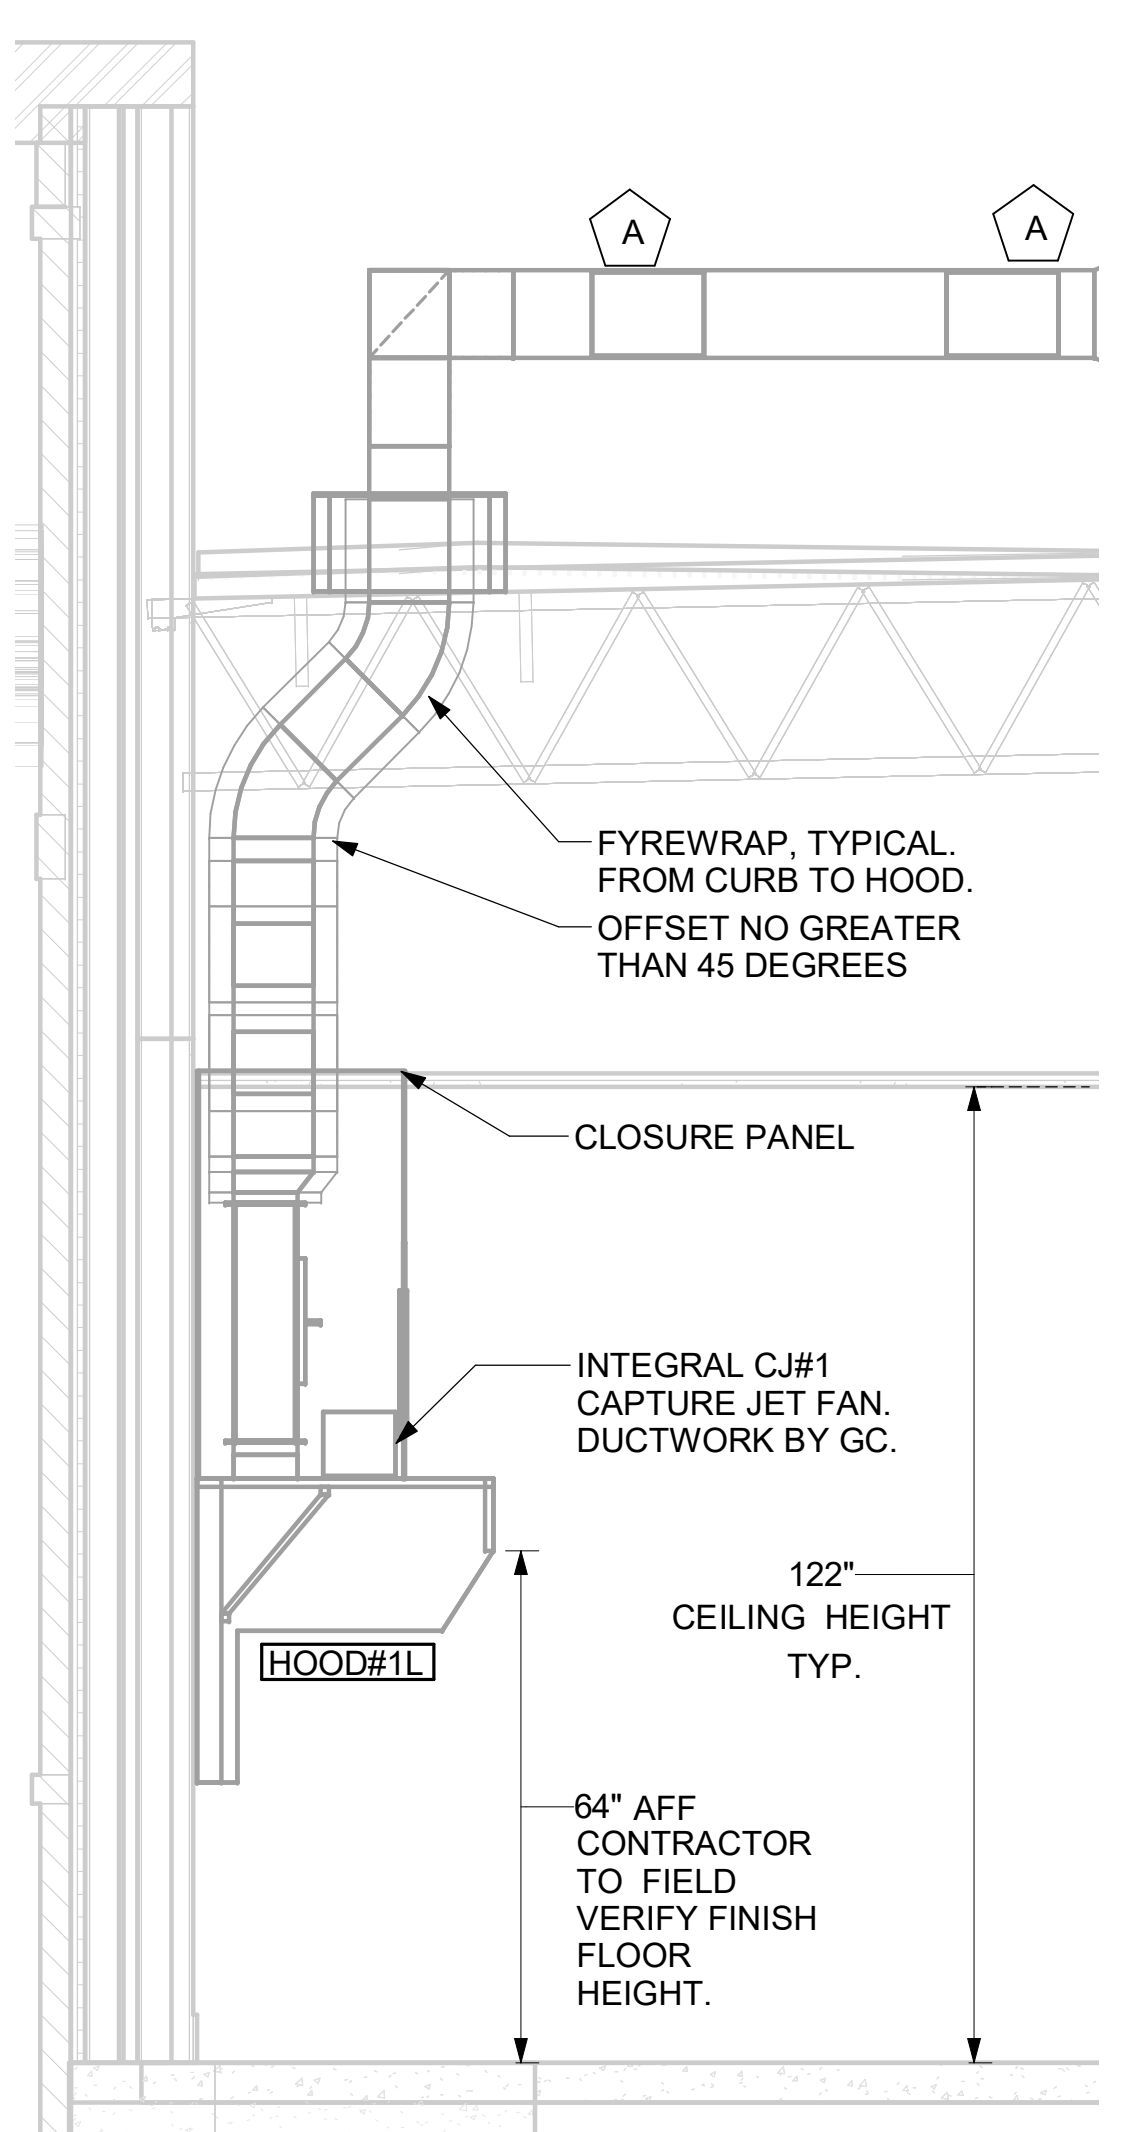 A
A
FYREWRAP, TYPICAL.
FROM CURB TO HOOD.
OFFSET NO GREATER
THAN 45 DEGREES
CLOSURE PANEL
INTEGRAL CJ#1
CAPTURE JET FAN.
DUCTWORK BY GC.
122"
CEILING HEIGHT
TYP.
HOOD#1L
64" AFF
CONTRACTOR
TO FIELD
VERIFY FINISH
FLOOR
HEIGHT.